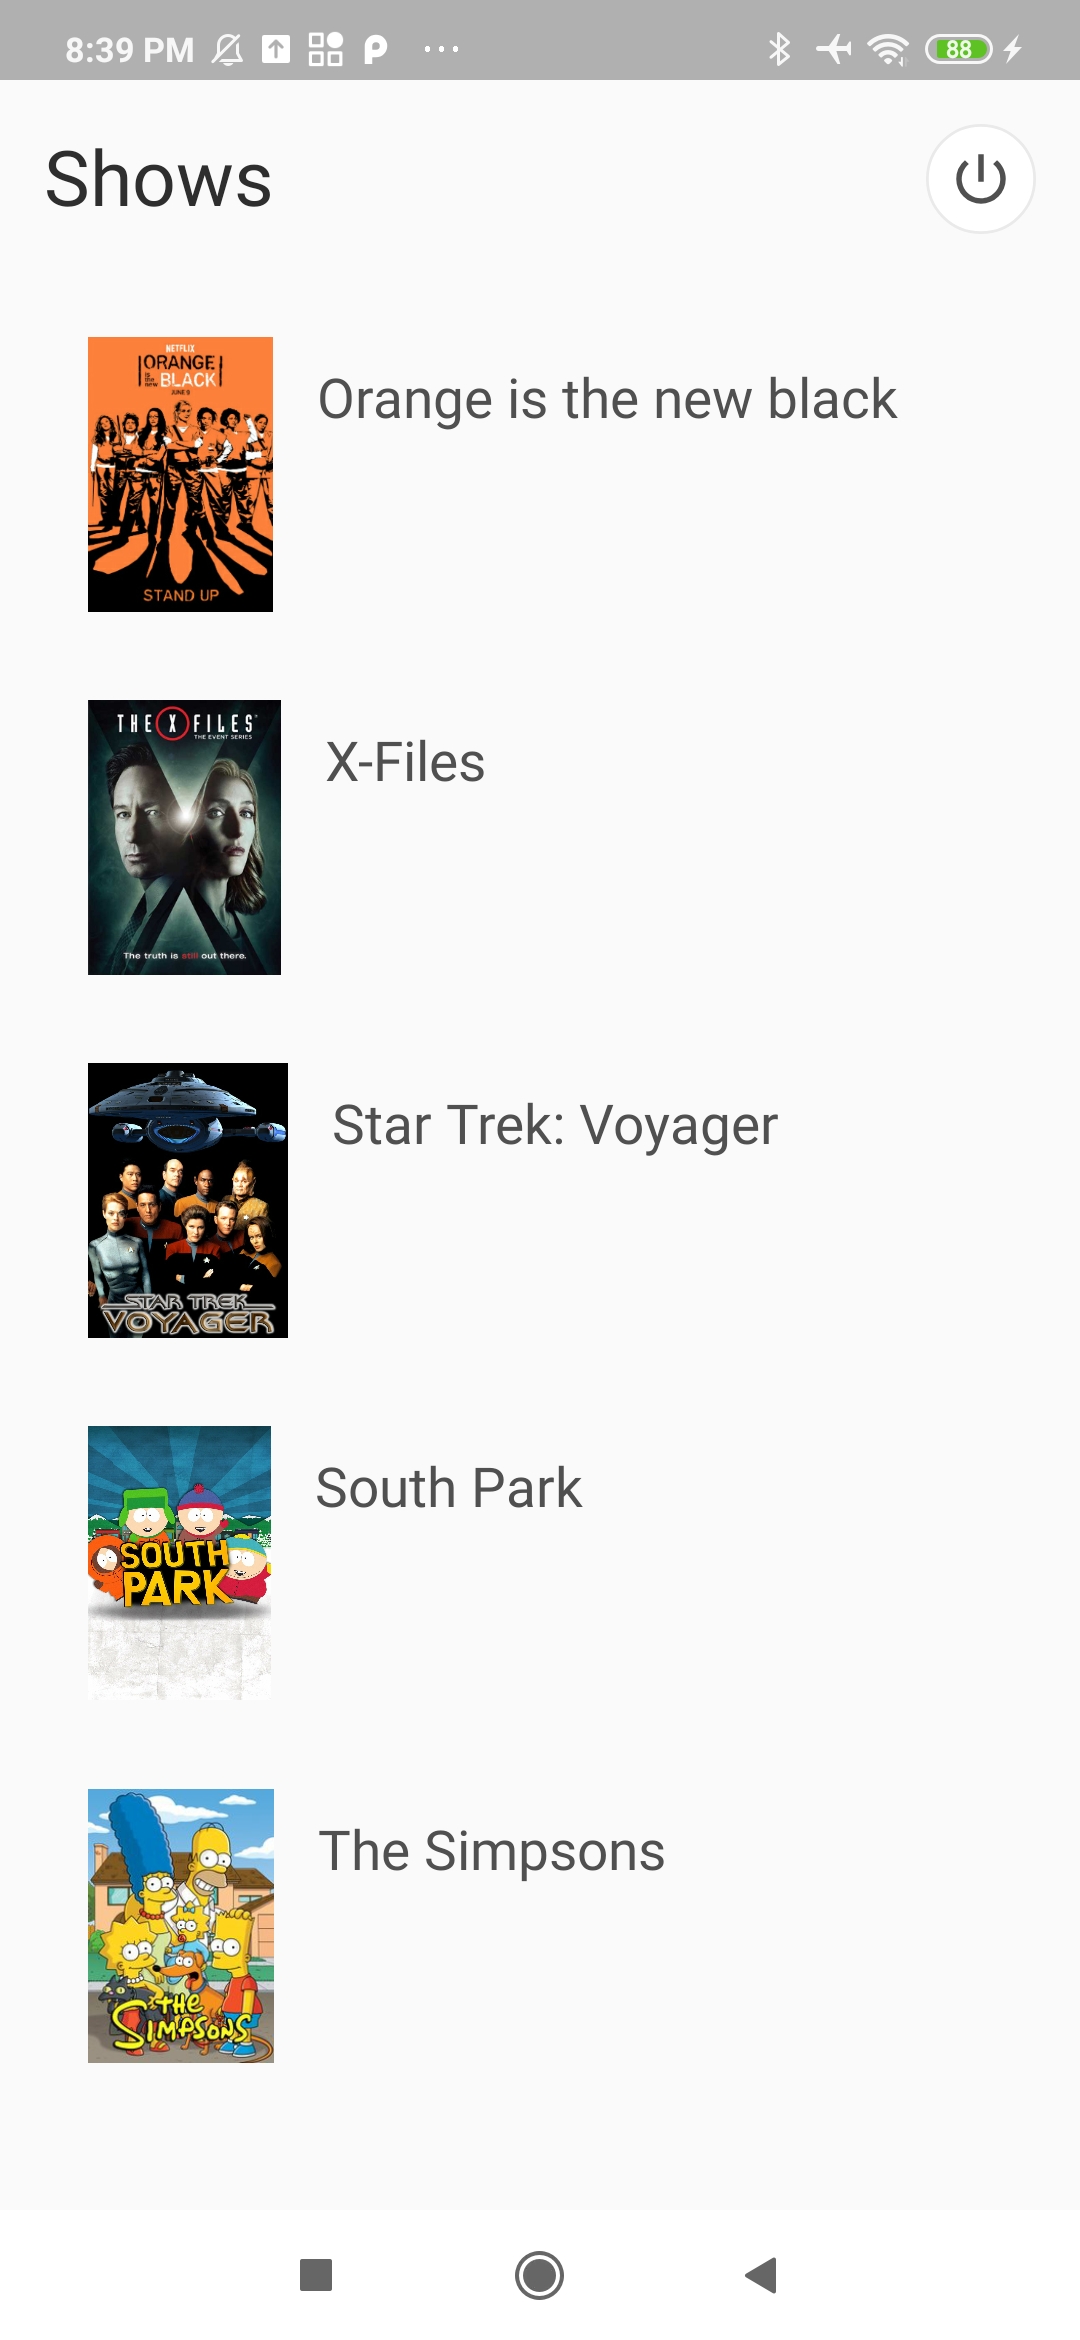 8:39 PM
88
Shows
NETFLIX
ORANGE
is the new BLACK
JUNE 9
STAND UP
Orange is the new black
THE X FILES
THE EVENT SERIES
The truth is still out there.
X-Files
STAR TREK
VOYAGER
Star Trek: Voyager
SOUTH
PARK
South Park
THE
SIMPSONS
The Simpsons